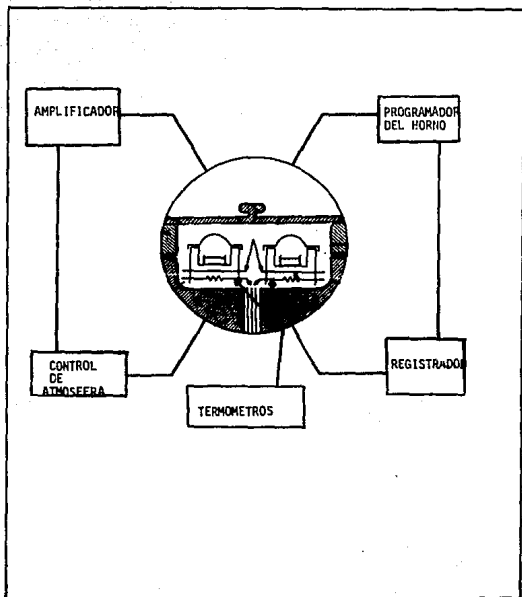 AMPLIFICADOR
PROGRAMADOR
DEL HORNO
CONTROL
DE
ATMOSFERA
REGISTRADOR
TERMOMETROS